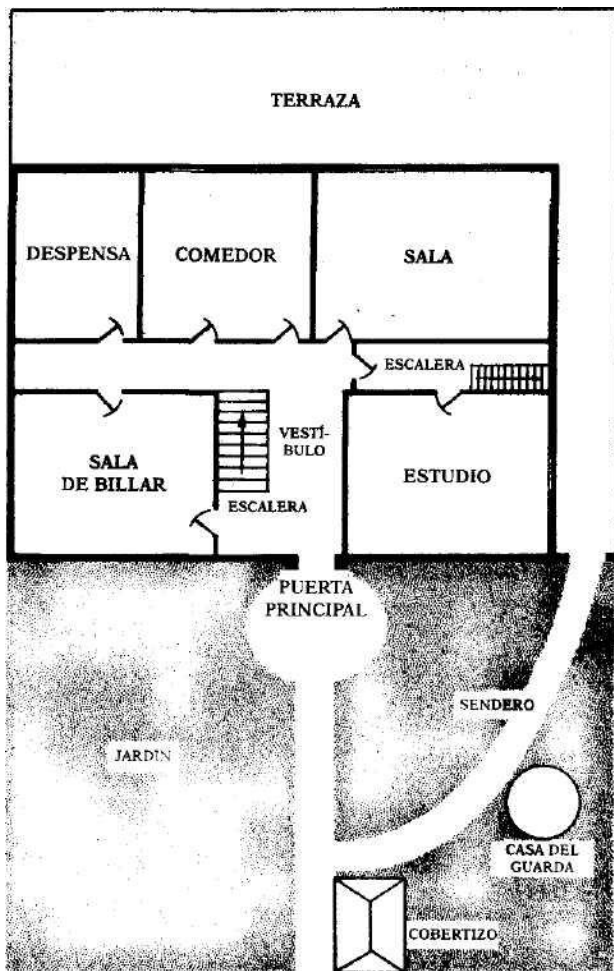 TERRAZA
DESPENSA
COMEDOR
SALA
ESCALERA
VESTÍ-
BULO
SALA
DE BILLAR
ESTUDIO
ESCALERA
PUERTA
PRINCIPAL
SENDERO
JARDIN
CASA DEL
GUARDA
COBERTIZO